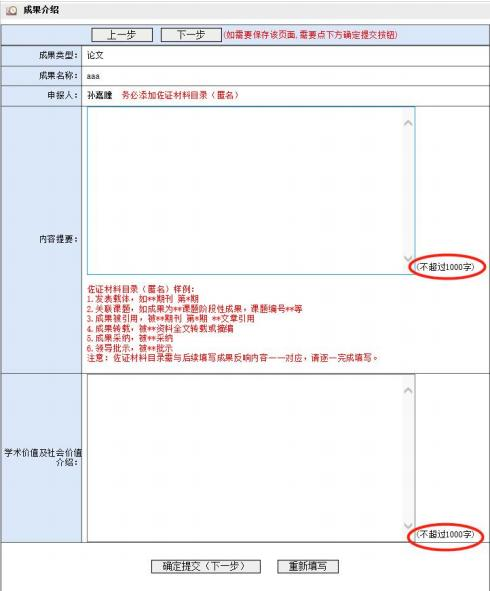 成果介绍
上一步 下一步 (如需要保存该页面,需要点下方确定提交按钮)
成果类型： 论文
成果名称： aaa
申报人： 孙嘉曈 务必添加佐证材料目录（匿名）
内容提要：
(不超过1000字)
佐证材料目录（匿名）样例：
1.发表载体，如**期刊 第*期
2.关联课题，如成果为**课题阶段性成果，课题编号**等
3.成果被引用，被**期刊 第*期 **文章引用
4.成果转载，被**资料全文转载或摘编
5.成果采纳，被**采纳
6.领导批示，被**批示
注意：佐证材料目录需与后续填写成果反响内容一一对应，请逐一完成填写。
学术价值及社会价值
介绍：
(不超过1000字)
确定提交（下一步） 重新填写